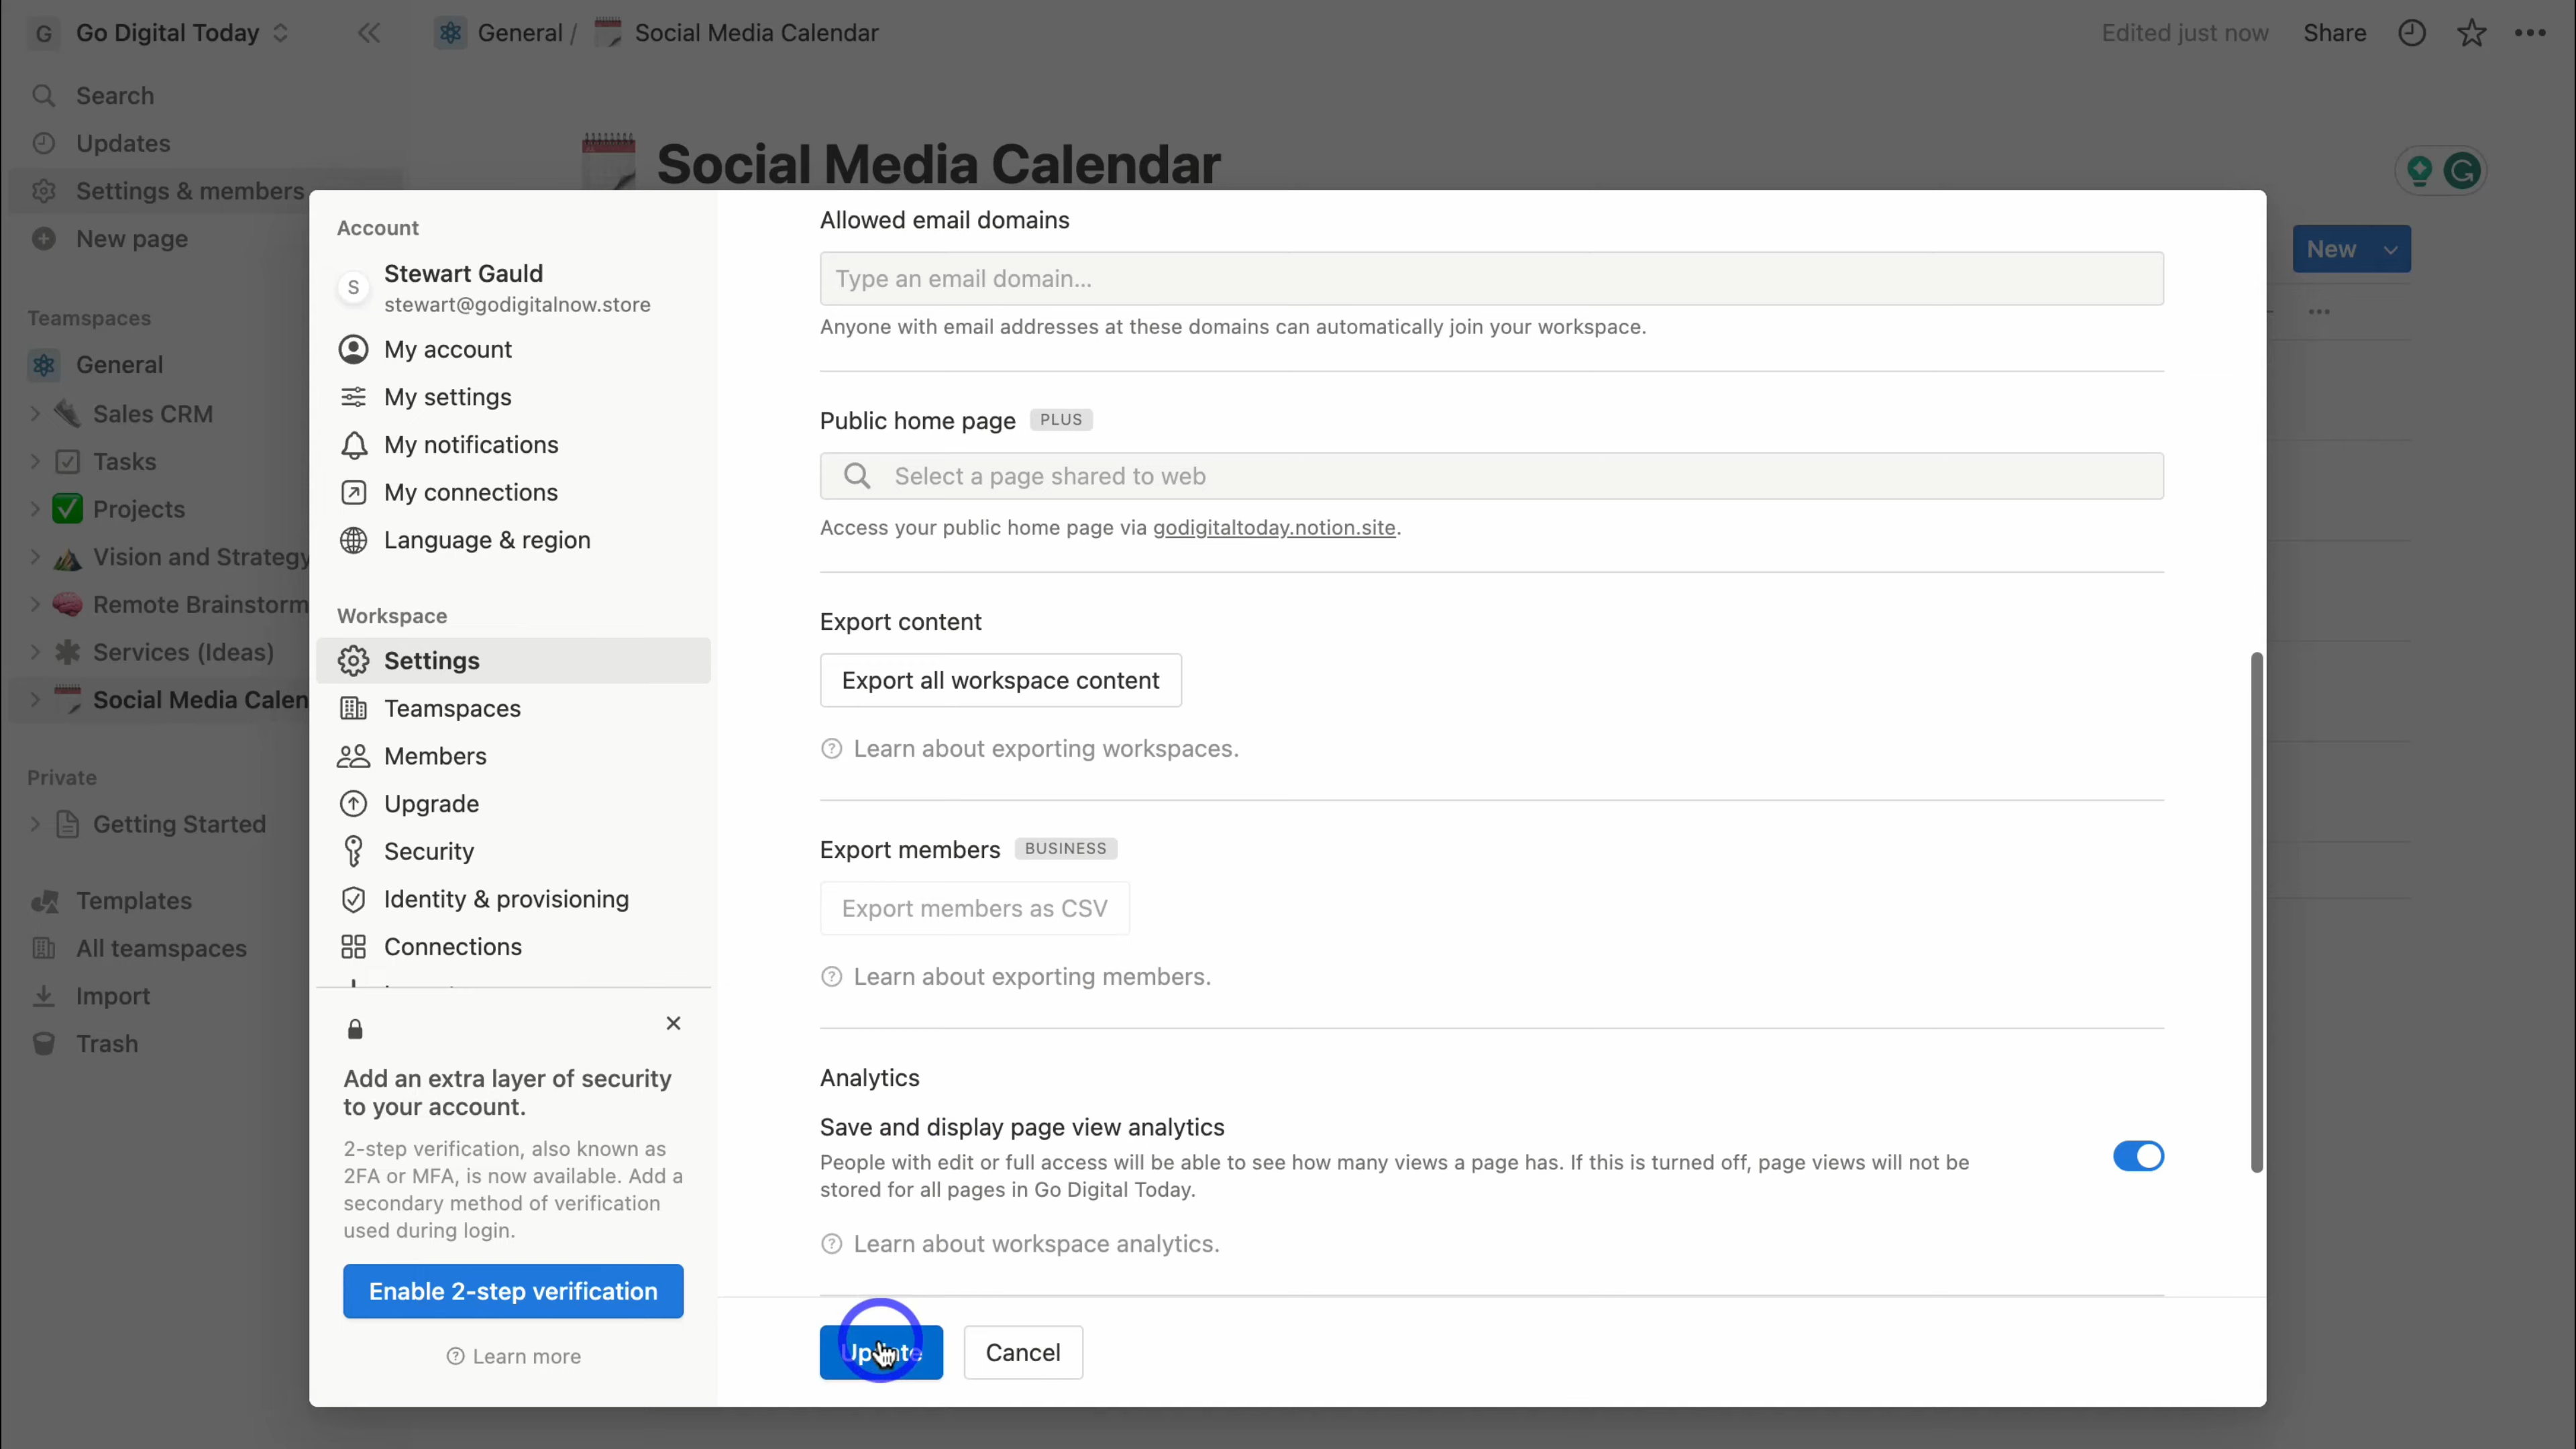 G Go Digital Today
General / Social Media Calendar
Edited just now Share
Search
Updates
Settings & members
New page
Teamspaces
General
Sales CRM
Tasks
Projects
Vision and Strategy
Remote Brainstorm
Services (Ideas)
Social Media Calen
Private
Getting Started
Templates
All teamspaces
Import
Trash
Social Media Calendar
New
Account
S
Stewart Gauld
stewart@godigitalnow.store
My account
My settings
My notifications
My connections
Language & region
Workspace
Settings
Teamspaces
Members
Upgrade
Security
Identity & provisioning
Connections
Add an extra layer of security
to your account.
2-step verification, also known as
2FA or MFA, is now available. Add a
secondary method of verification
used during login.
Enable 2-step verification
Learn more
Allowed email domains
Type an email domain...
Anyone with email addresses at these domains can automatically join your workspace.
Public home page PLUS
Select a page shared to web
Access your public home page via godigitaltoday.notion.site.
Export content
Export all workspace content
Learn about exporting workspaces.
Export members BUSINESS
Export members as CSV
Learn about exporting members.
Analytics
Save and display page view analytics
People with edit or full access will be able to see how many views a page has. If this is turned off, page views will not be
stored for all pages in Go Digital Today.
Learn about workspace analytics.
Update
Cancel